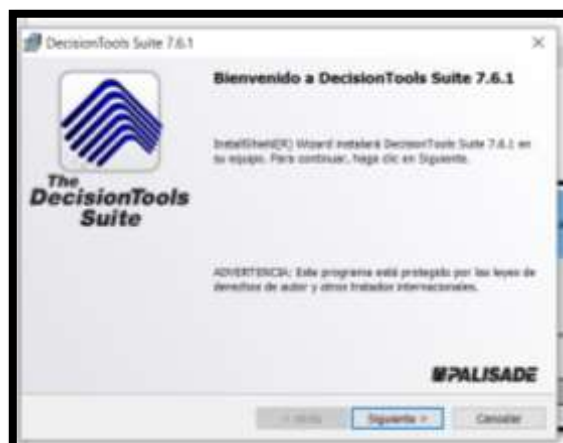 DecisionTools Suite 7.6.1
Bienvenido a DecisionTools Suite 7.6.1
InstallShield(R) Wizard instalará DecisionTools Suite 7.6.1 en
su equipo. Para continuar, haga clic en Siguiente.
The
DecisionTools
Suite
ADVERTENCIA: Este programa está protegido por las leyes de
derechos de autor y otros tratados internacionales.
PALISADE
< Atrás
Siguiente >
Cancelar